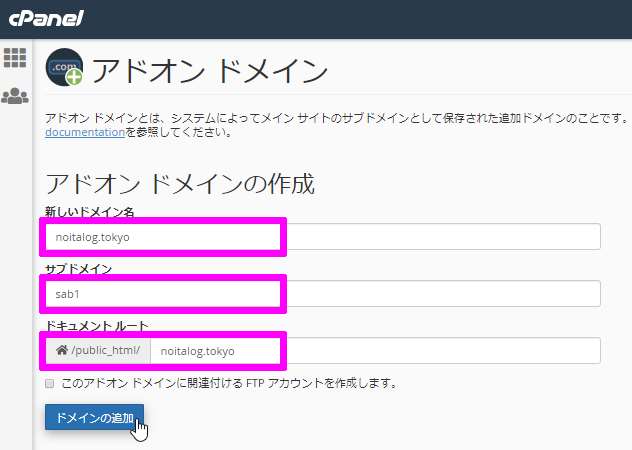 cPanel
.com
アドオン ドメイン
アドオン ドメインとは、システムによってメイン サイトのサブドメインとして保存された追加ドメインのことです。
documentationを参照してください。
アドオン ドメインの作成
新しいドメイン名
noitalog.tokyo
サブドメイン
sab1
ドキュメント ルート
/public_html/ noitalog.tokyo
このアドオン ドメインに関連付ける FTP アカウントを作成します。
ドメインの追加